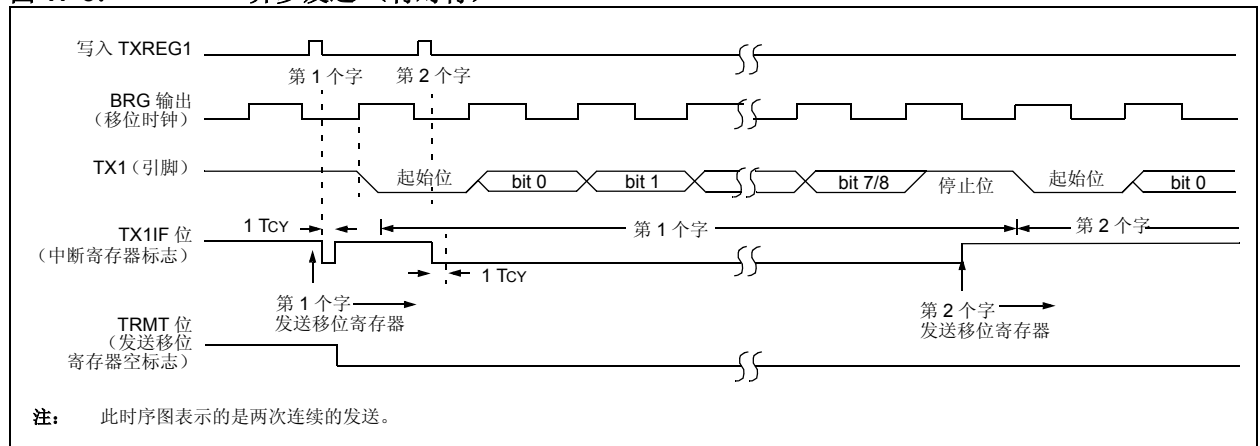 写入 TXREG1
第 1 个字
第 2 个字
BRG 输出
（移位时钟）
TX1（引脚）
起始位
bit 0
bit 1
bit 7/8
停止位
起始位
bit 0
TX1IF 位
（中断寄存器标志）
1 TCY
第 1 个字
第 2 个字
1 TCY
第 1 个字
发送移位寄存器
第 2 个字
发送移位寄存器
TRMT 位
（发送移位
寄存器空标志）
注： 此时序图表示的是两次连续的发送。